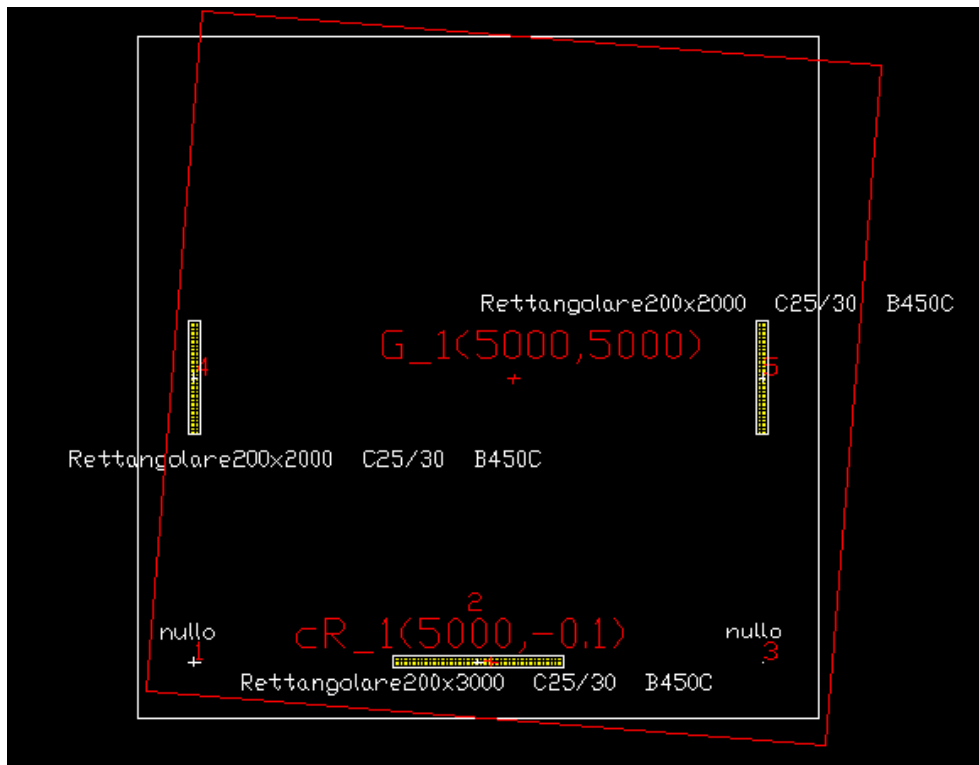 Rettangolare200x2000 C25/30 B450C
G_1(5000,5000)
4
5
Rettangolare200x2000 C25/30 B450C
2
nullo
cR_1(5000,-0.1)
nullo
1
3
Rettangolare200x3000 C25/30 B450C